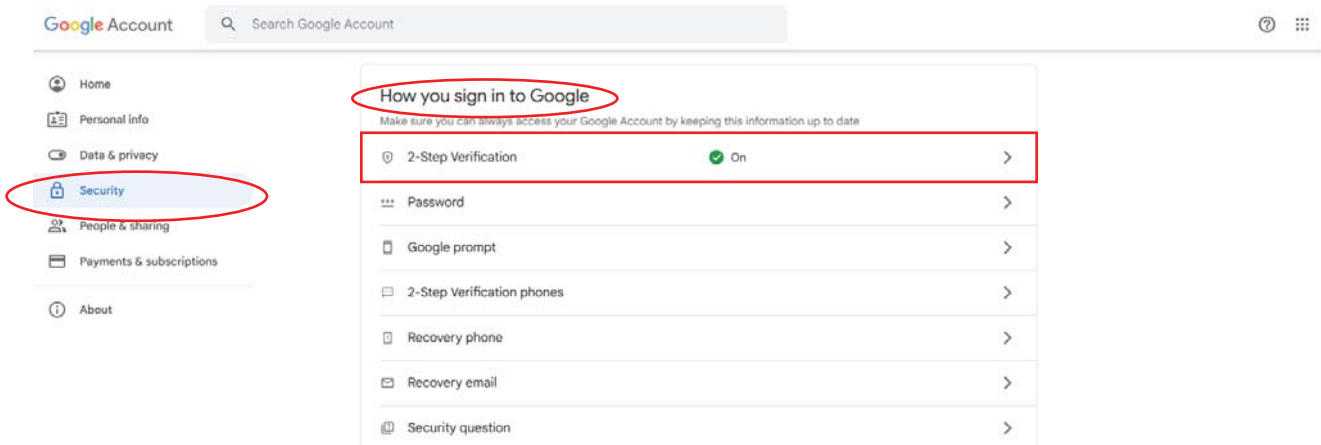 Google Account
Search Google Account
Home
Personal info
Data & privacy
Security
People & sharing
Payments & subscriptions
About
How you sign in to Google
Make sure you can always access your Google Account by keeping this information up to date
2-Step Verification On
Password
Google prompt
2-Step Verification phones
Recovery phone
Recovery email
Security question